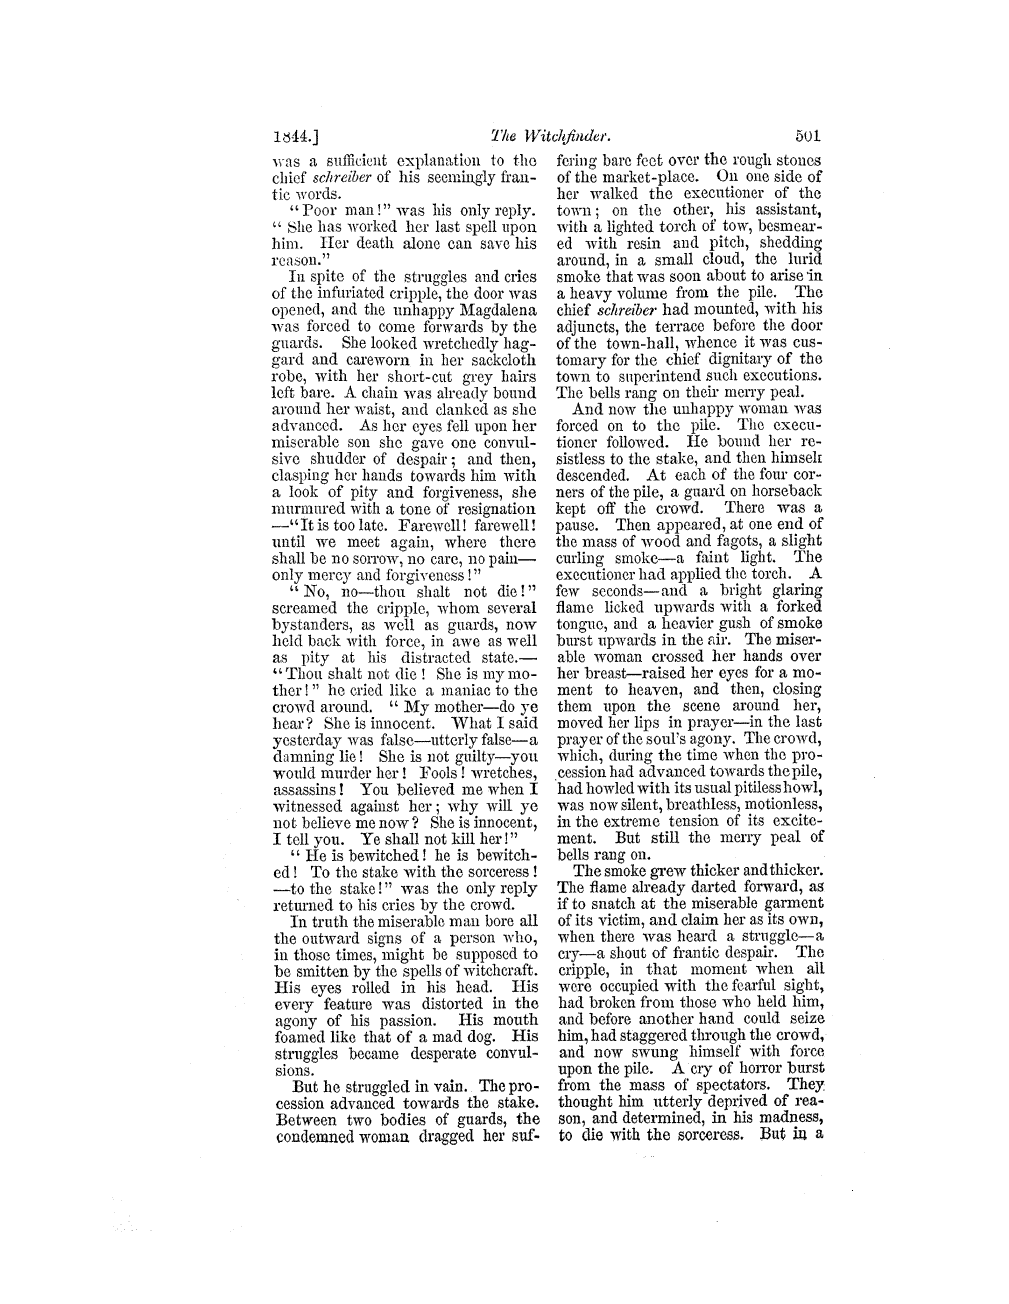 1844.] The Witchfinder. 501
was a sufficient explanation to the
chief schreiber of his seemingly fran-
tic words.
"Poor man!" was his only reply.
"She has worked her last spell upon
him. Her death alone can save his
reason."
In spite of the struggles and cries
of the infuriated cripple, the door was
opened, and the unhappy Magdalena
was forced to come forwards by the
guards. She looked wretchedly hag-
gard and careworn in her sackcloth
robe, with her short-cut grey hairs
left bare. A chain was already bound
around her waist, and clanked as she
advanced. As her eyes fell upon her
miserable son she gave one convul-
sive shudder of despair; and then,
clasping her hands towards him with
a look of pity and forgiveness, she
murmured with a tone of resignation
—"It is too late. Farewell! farewell!
until we meet again, where there
shall be no sorrow, no care, no pain—
only mercy and forgiveness!"
"No, no—thou shalt not die!"
screamed the cripple, whom several
bystanders, as well as guards, now
held back with force, in awe as well
as pity at his distracted state.—
"Thou shalt not die! She is my mo-
ther!" he cried like a maniac to the
crowd around. "My mother—do ye
hear? She is innocent. What I said
yesterday was false—utterly false—a
damning lie! She is not guilty—you
would murder her! Fools! wretches,
assassins! You believed me when I
witnessed against her; why will ye
not believe me now? She is innocent,
I tell you. Ye shall not kill her!"
"He is bewitched! he is bewitch-
ed! To the stake with the sorceress!
—to the stake!" was the only reply
returned to his cries by the crowd.
In truth the miserable man bore all
the outward signs of a person who,
in those times, might be supposed to
be smitten by the spells of witchcraft.
His eyes rolled in his head. His
every feature was distorted in the
agony of his passion. His mouth
foamed like that of a mad dog. His
struggles became desperate convul-
sions.
But he struggled in vain. The pro-
cession advanced towards the stake.
Between two bodies of guards, the
condemned woman dragged her suf-
fering bare feet over the rough stones
of the market-place. On one side of
her walked the executioner of the
town; on the other, his assistant,
with a lighted torch of tow, besmear-
ed with resin and pitch, shedding
around, in a small cloud, the lurid
smoke that was soon about to arise in
a heavy volume from the pile. The
chief schreiber had mounted, with his
adjuncts, the terrace before the door
of the town-hall, whence it was cus-
tomary for the chief dignitary of the
town to superintend such executions.
The bells rang on their merry peal.
And now the unhappy woman was
forced on to the pile. The execu-
tioner followed. He bound her re-
sistless to the stake, and then himself
descended. At each of the four cor-
ners of the pile, a guard on horseback
kept off the crowd. There was a
pause. Then appeared, at one end of
the mass of wood and fagots, a slight
curling smoke—a faint light. The
executioner had applied the torch. A
few seconds—and a bright glaring
flame licked upwards with a forked
tongue, and a heavier gush of smoke
burst upwards in the air. The miser-
able woman crossed her hands over
her breast—raised her eyes for a mo-
ment to heaven, and then, closing
them upon the scene around her,
moved her lips in prayer—in the last
prayer of the soul's agony. The crowd,
which, during the time when the pro-
cession had advanced towards the pile,
had howled with its usual pitiless howl,
was now silent, breathless, motionless,
in the extreme tension of its excite-
ment. But still the merry peal of
bells rang on.
The smoke grew thicker and thicker.
The flame already darted forward, as
if to snatch at the miserable garment
of its victim, and claim her as its own,
when there was heard a struggle—a
cry—a shout of frantic despair. The
cripple, in that moment when all
were occupied with the fearful sight,
had broken from those who held him,
and before another hand could seize
him, had staggered through the crowd,
and now swung himself with force
upon the pile. A cry of horror burst
from the mass of spectators. They
thought him utterly deprived of rea-
son, and determined, in his madness,
to die with the sorceress. But in a